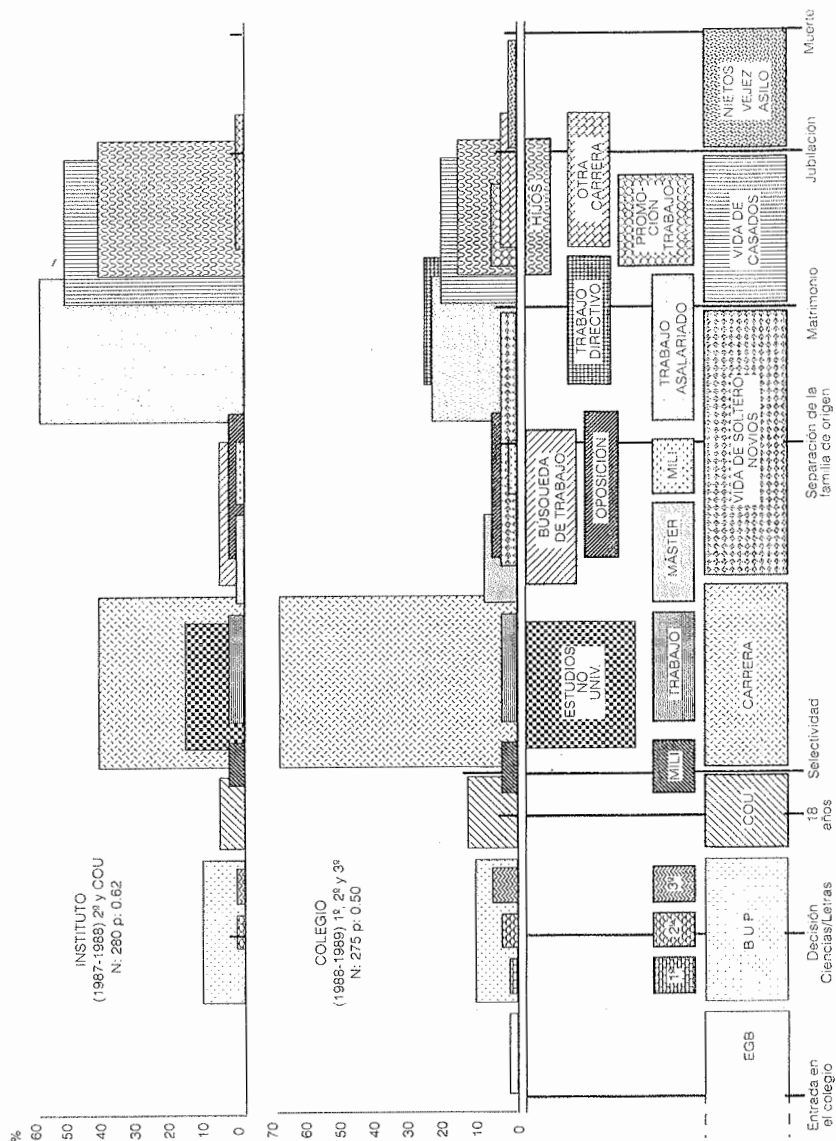 %
60
50
40
30
20
10
0
INSTITUTO
(1987-1988) 2º y COU
N: 280 p: 0.62
70
60
50
40
30
20
10
0
COLEGIO
(1988-1989) 1º, 2º y 3º
N: 275 p: 0.50
ESTUDIOS
NO
UNIV.
BÚSQUEDA
DE TRABAJO
OPOSICION
HIJOS
TRABAJO
DIRECTIVO
OTRA
CARRERA
PROMO-
CIÓN
TRABAJO
1º
2º
3º
MILI
TRABAJO
MÁSTER
MILI
TRABAJO
ASALARIADO
EGB
B U P
COU
CARRERA
VIDA DE SOLTERO
NOVIOS
VIDA DE
CASADOS
NIETOS
VEJEZ
ASILO
Entrada en
el colegio
Decisión
Ciencias/Letras
18
años
Selectividad
Separación de la
familia de origen
Matrimonio
Jubilación
Muerte